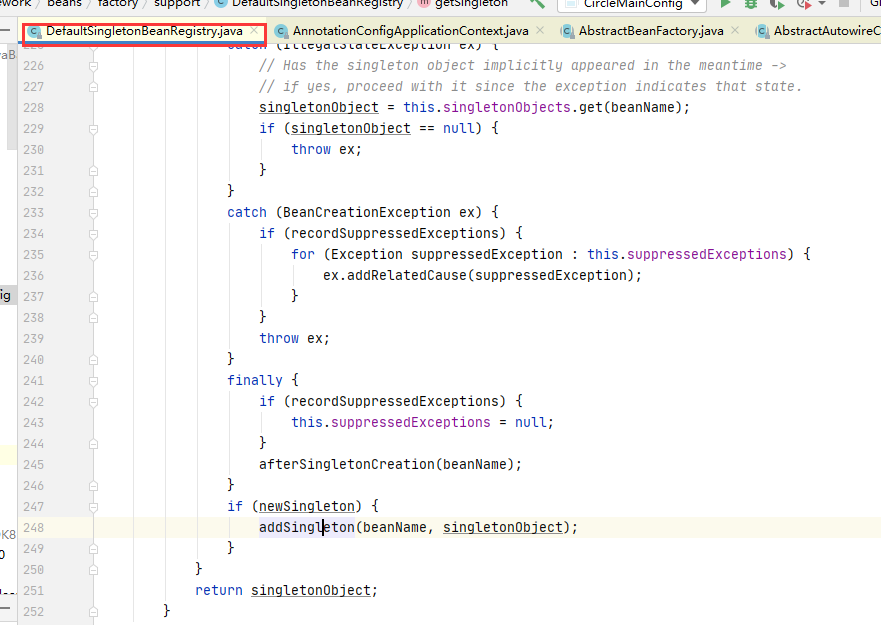 ework beans factory support DefaultSingletonBeanRegistry getSingleton CircleMainConfig
DefaultSingletonBeanRegistry.java AnnotationConfigApplicationContext.java AbstractBeanFactory.java AbstractAutowireC
225 catch (IllegalStateException ex) {
226 // Has the singleton object implicitly appeared in the meantime ->
227 // if yes, proceed with it since the exception indicates that state.
228 singletonObject = this.singletonObjects.get(beanName);
229 if (singletonObject == null) {
230 throw ex;
231 }
232 }
233 catch (BeanCreationException ex) {
234 if (recordSuppressedExceptions) {
235 for (Exception suppressedException : this.suppressedExceptions) {
236 ex.addRelatedCause(suppressedException);
237 }
238 }
239 throw ex;
240 }
241 finally {
242 if (recordSuppressedExceptions) {
243 this.suppressedExceptions = null;
244 }
245 afterSingletonCreation(beanName);
246 }
247 if (newSingleton) {
248 addSingleton(beanName, singletonObject);
249 }
250 }
251 return singletonObject;
252 }